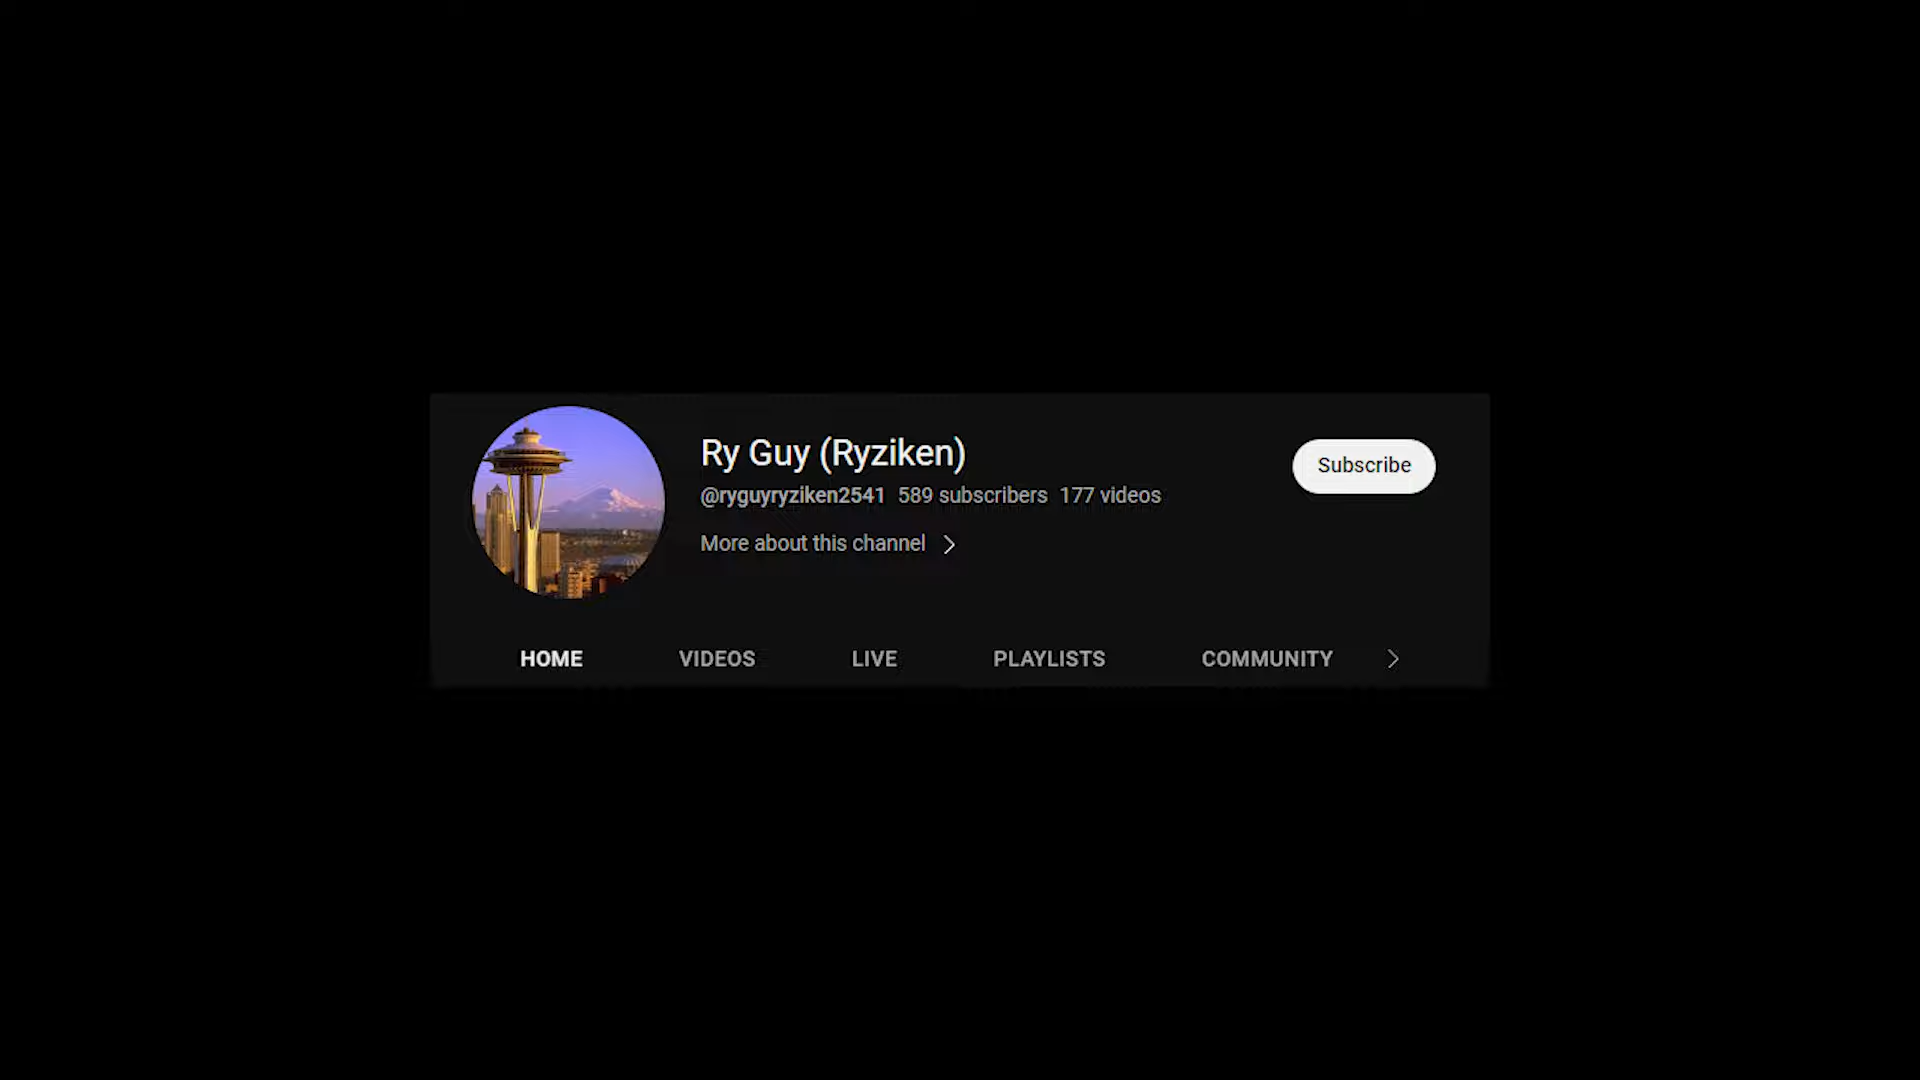 Ry Guy (Ryziken)
Subscribe
@ryguyryziken2541 589 subscribers 177 videos
More about this channel
HOME VIDEOS LIVE PLAYLISTS COMMUNITY